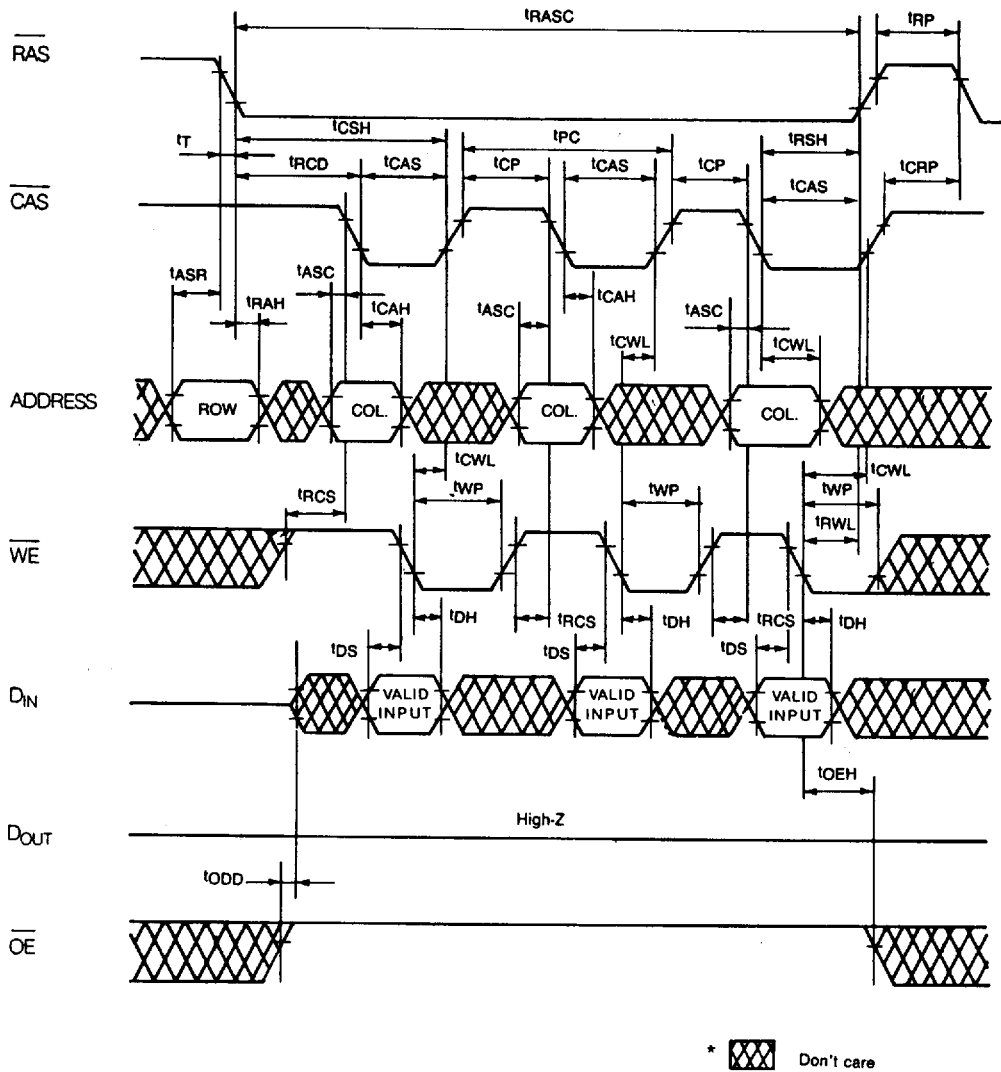 tRASC
tRP
RAS
tCSH
tPC
tRSH
tT
tRCD
tCAS
tCP
tCAS
tCP
tCAS
tCRP
CAS
tASR
tRAH
tASC
tCAH
tASC
tCAH
tCWL
tASC
tCWL
ADDRESS
ROW
COL.
COL.
COL.
tCWL
tCWL
tRCS
tWP
tWP
tWP
tRWL
WE
tDH
tRCS
tDH
tRCS
tDH
tDS
tDS
tDS
DIN
VALID INPUT
VALID INPUT
VALID INPUT
tOEH
High-Z
DOUT
tODD
OE
* Don't care